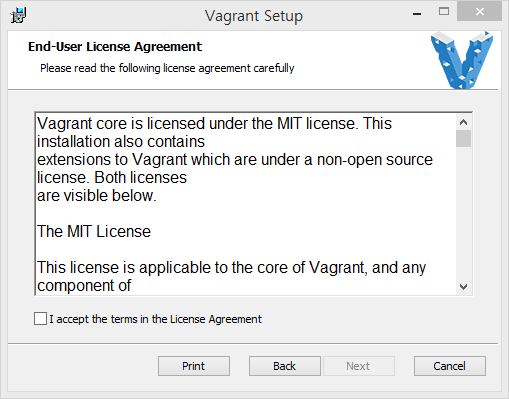 Vagrant Setup
End-User License Agreement
Please read the following license agreement carefully
Vagrant core is licensed under the MIT license. This
installation also contains
extensions to Vagrant which are under a non-open source
license. Both licenses
are visible below.
The MIT License
This license is applicable to the core of Vagrant, and any
component of
I accept the terms in the License Agreement
Print
Back
Next
Cancel